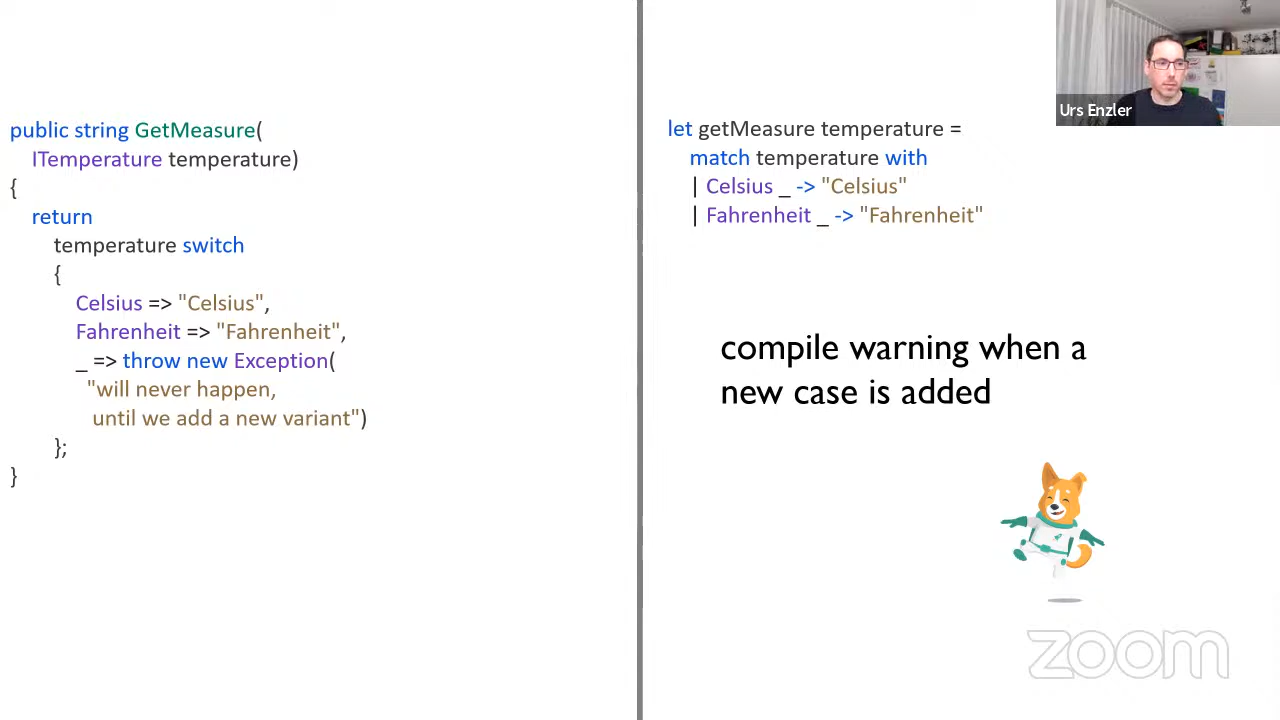 public string GetMeasure(
ITemperature temperature)
{
return
temperature switch
{
Celsius => "Celsius",
Fahrenheit => "Fahrenheit",
_ => throw new Exception(
"will never happen,
until we add a new variant")
};
}
let getMeasure temperature =
match temperature with
| Celsius _ -> "Celsius"
| Fahrenheit _ -> "Fahrenheit"
compile warning when a
new case is added
Urs Enzler
zoom